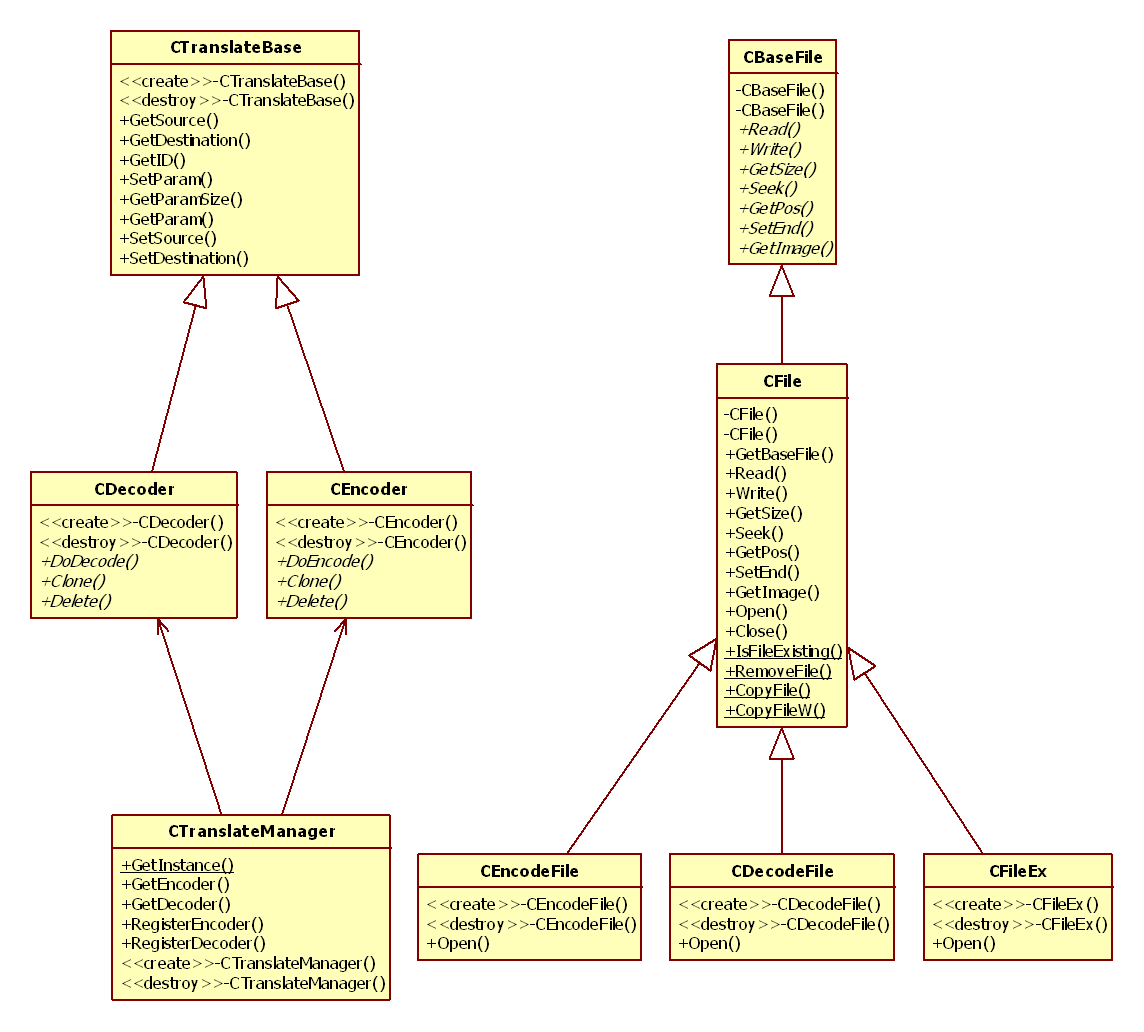 CTranslateBase
<<create>>-CTranslateBase()
<<destroy>>-CTranslateBase()
+GetSource()
+GetDestination()
+GetID()
+SetParam()
+GetParamSize()
+GetParam()
+SetSource()
+SetDestination()
CBaseFile
-CBaseFile()
-CBaseFile()
+Read()
+Write()
+GetSize()
+Seek()
+GetPos()
+SetEnd()
+GetImage()
CFile
-CFile()
-CFile()
+GetBaseFile()
+Read()
+Write()
+GetSize()
+Seek()
+GetPos()
+SetEnd()
+GetImage()
+Open()
+Close()
+IsFileExisting()
+RemoveFile()
+CopyFile()
+CopyFileW()
CDecoder
<<create>>-CDecoder()
<<destroy>>-CDecoder()
+DoDecode()
+Clone()
+Delete()
CEncoder
<<create>>-CEncoder()
<<destroy>>-CEncoder()
+DoEncode()
+Clone()
+Delete()
CTranslateManager
+GetInstance()
+GetEncoder()
+GetDecoder()
+RegisterEncoder()
+RegisterDecoder()
<<create>>-CTranslateManager()
<<destroy>>-CTranslateManager()
CEncodeFile
<<create>>-CEncodeFile()
<<destroy>>-CEncodeFile()
+Open()
CDecodeFile
<<create>>-CDecodeFile()
<<destroy>>-CDecodeFile()
+Open()
CFileEx
<<create>>-CFileEx()
<<destroy>>-CFileEx()
+Open()